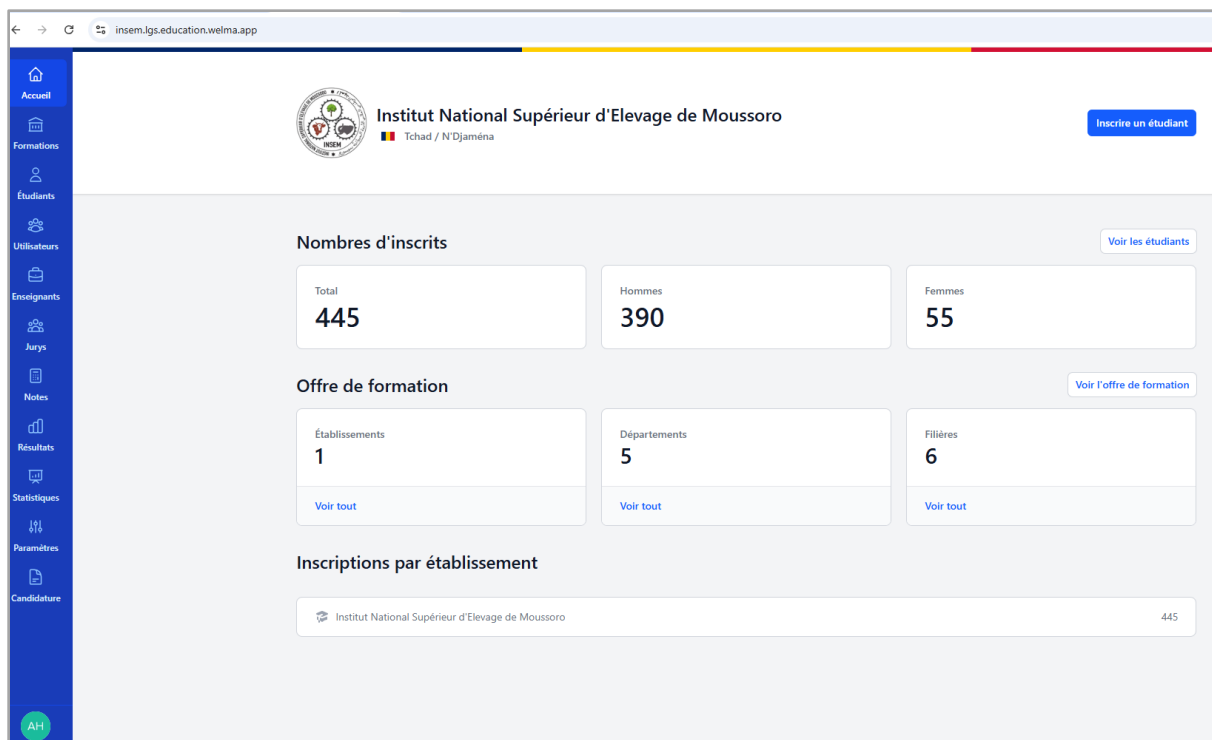 insem.lgs.education.welma.app
Accueil
Formations
Étudiants
Utilisateurs
Enseignants
Jurys
Notes
Résultats
Statistiques
Paramètres
Candidature
AH
INSEM
Institut National Supérieur d'Elevage de Moussoro
Tchad / N'Djaména
Inscrire un étudiant
Nombres d'inscrits
Voir les étudiants
Total
Hommes
Femmes
445
390
55
Offre de formation
Voir l'offre de formation
Établissements
Départements
Filières
1
5
6
Voir tout
Voir tout
Voir tout
Inscriptions par établissement
Institut National Supérieur d'Elevage de Moussoro
445